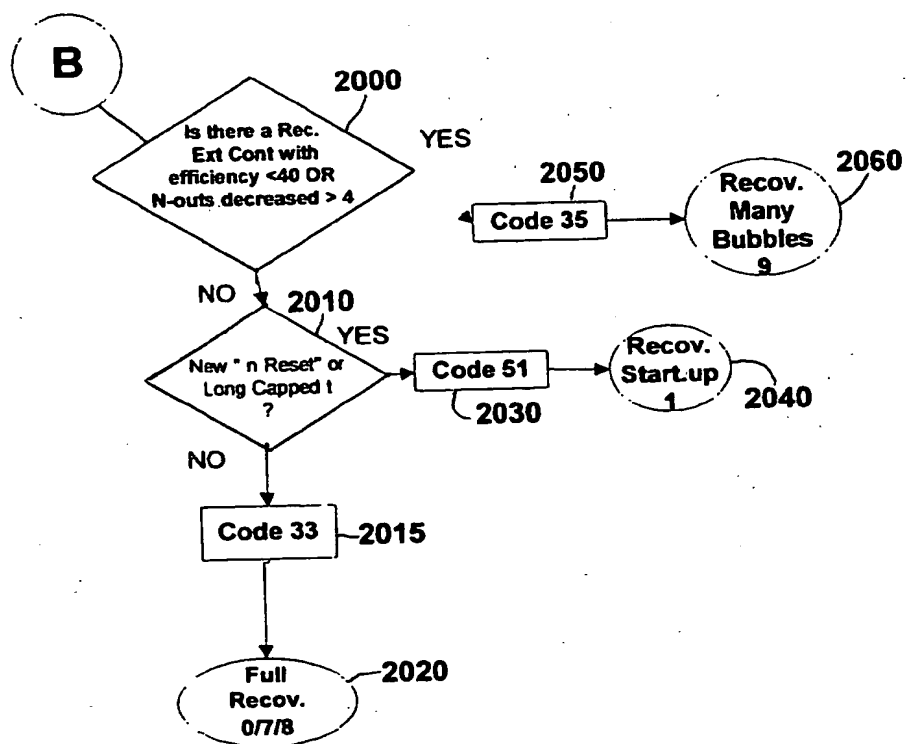 B
2000
Is there a Rec.
Ext Cont with
efficiency <40 OR
N-outs decreased > 4
YES
2050
Code 35
2060
Recov.
Many
Bubbles
9
NO
2010
YES
New " n Reset" or
Long Capped t
?
Code 51
2030
Recov.
Start.up
1
2040
NO
Code 33
2015
Full
Recov.
0/7/8
2020